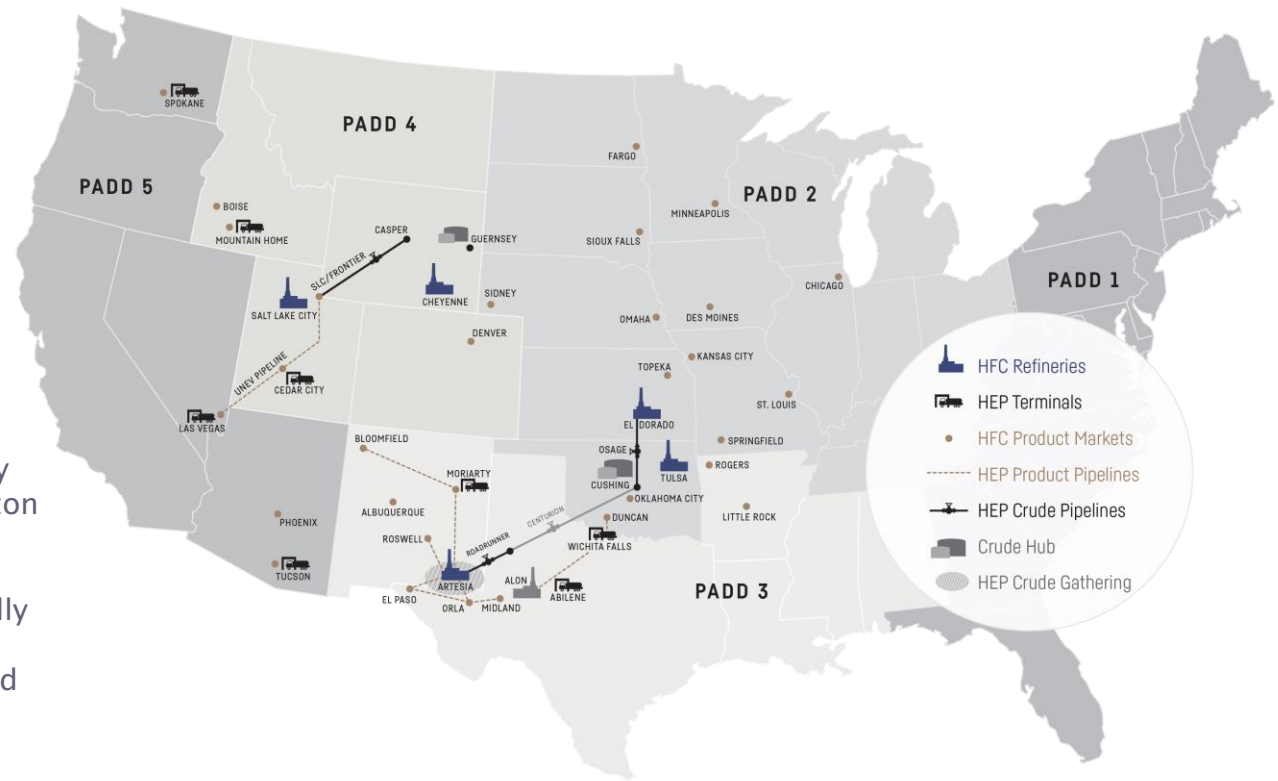 SPOKANE
PADD 4
PADD 5
FARGO
PADD 2
BOISE
MOUNTAIN HOME
MINNEAPOLIS
CASPER
GUERNSEY
SIOUX FALLS
SLC/FRONTIER
CHICAGO
PADD 1
SALT LAKE CITY
CHEYENNE
SIDNEY
OMAHA
DES MOINES
DENVER
UNEV PIPELINE
CEDAR CITY
KANSAS CITY
TOPEKA
LAS VEGAS
ST. LOUIS
EL DORADO
BLOOMFIELD
OSAGE
SPRINGFIELD
MORIARTY
CUSHING
TULSA
ROGERS
ALBUQUERQUE
OKLAHOMA CITY
PHOENIX
CENTURION
DUNCAN
LITTLE ROCK
ROSWELL
ROADRUNNER
WICHITA FALLS
TUCSON
ARTESIA
ALON
ABILENE
PADD 3
EL PASO
ORLA
MIDLAND
HFC Refineries
HEP Terminals
HFC Product Markets
HEP Product Pipelines
HEP Crude Pipelines
Crude Hub
HEP Crude Gathering